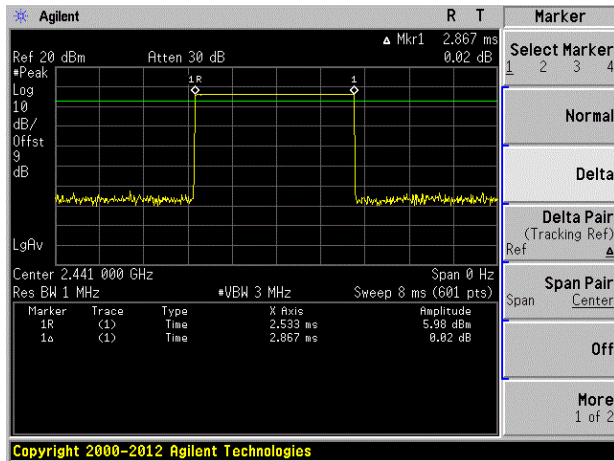 Agilent R T Marker
Δ Mkr1 2.867 ms
Ref 20 dBm Atten 30 dB 0.02 dB
Select Marker
1 2 3 4
#Peak
Log
10
dB/
Offst
9
dB
1R 1
Normal
Delta
Delta Pair
(Tracking Ref)
Ref Δ
LgAv
Center 2.441 000 GHz Span 0 Hz
Res BW 1 MHz #VBW 3 MHz Sweep 8 ms (601 pts)
Span Pair
Span Center
Marker Trace Type X Axis Amplitude
1R (1) Time 2.533 ms 5.98 dBm
1Δ (1) Time 2.867 ms 0.02 dB
Off
More
1 of 2
Copyright 2000-2012 Agilent Technologies